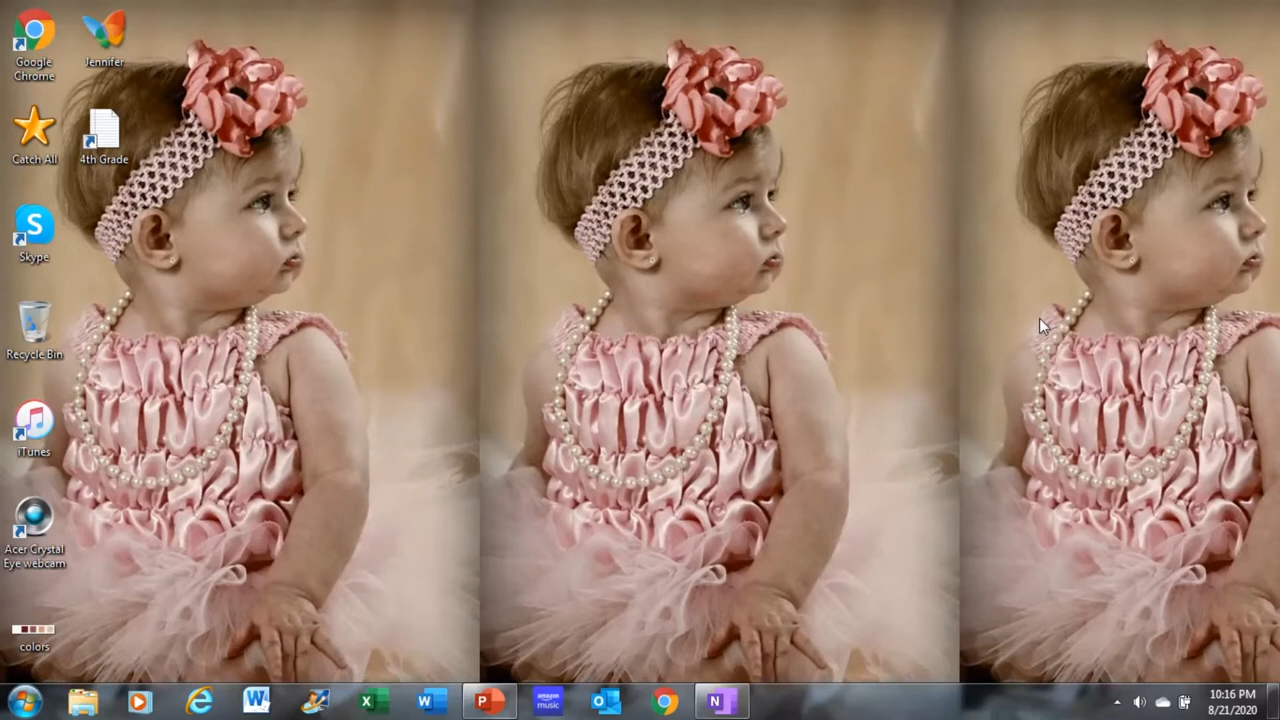 Google
Chrome
Jennifer
Catch All
4th Grade
S
Skype
Recycle Bin
iTunes
Acer Crystal
Eye webcam
colors
W
X
W
P
amazon
music
O
N
10:16 PM
8/21/2020